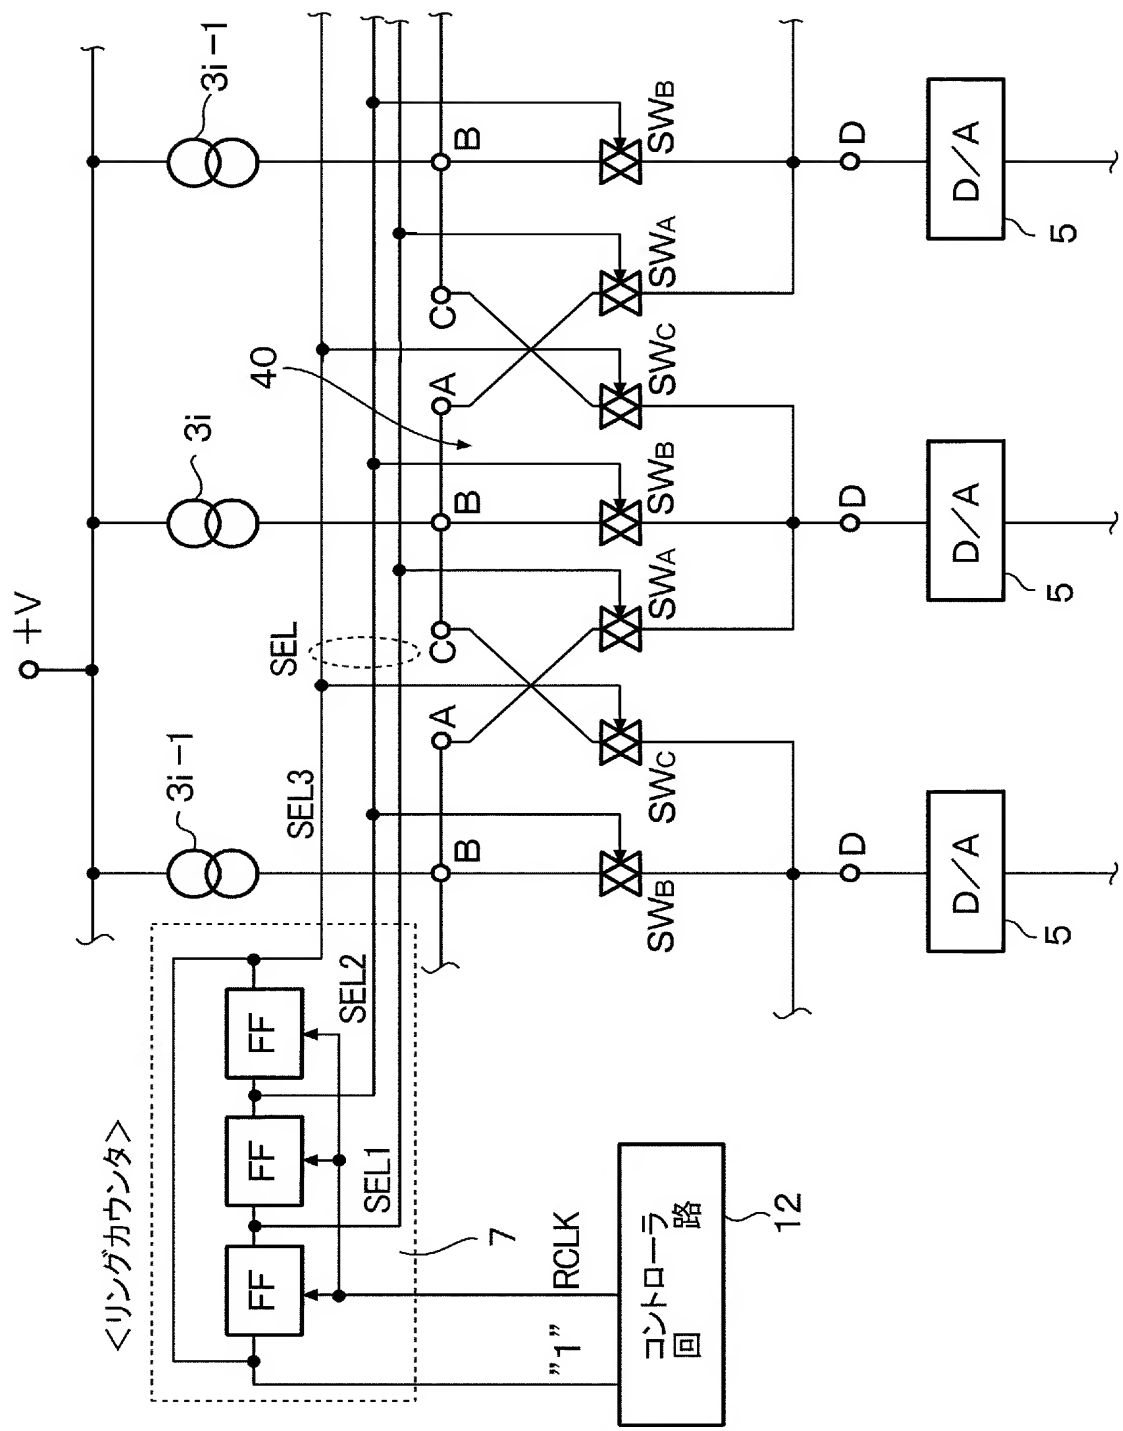 +V
3i-1
3i
3i-1
<リングカウンタ>
FF
FF
FF
SEL1
SEL2
SEL3
SEL
40
7
B
A
C
B
A
C
B
SWB
SWC
SWA
SWB
SWC
SWA
SWB
D
D
D
D/A
D/A
D/A
5
5
5
"1"
RCLK
コントローラ
回路
12